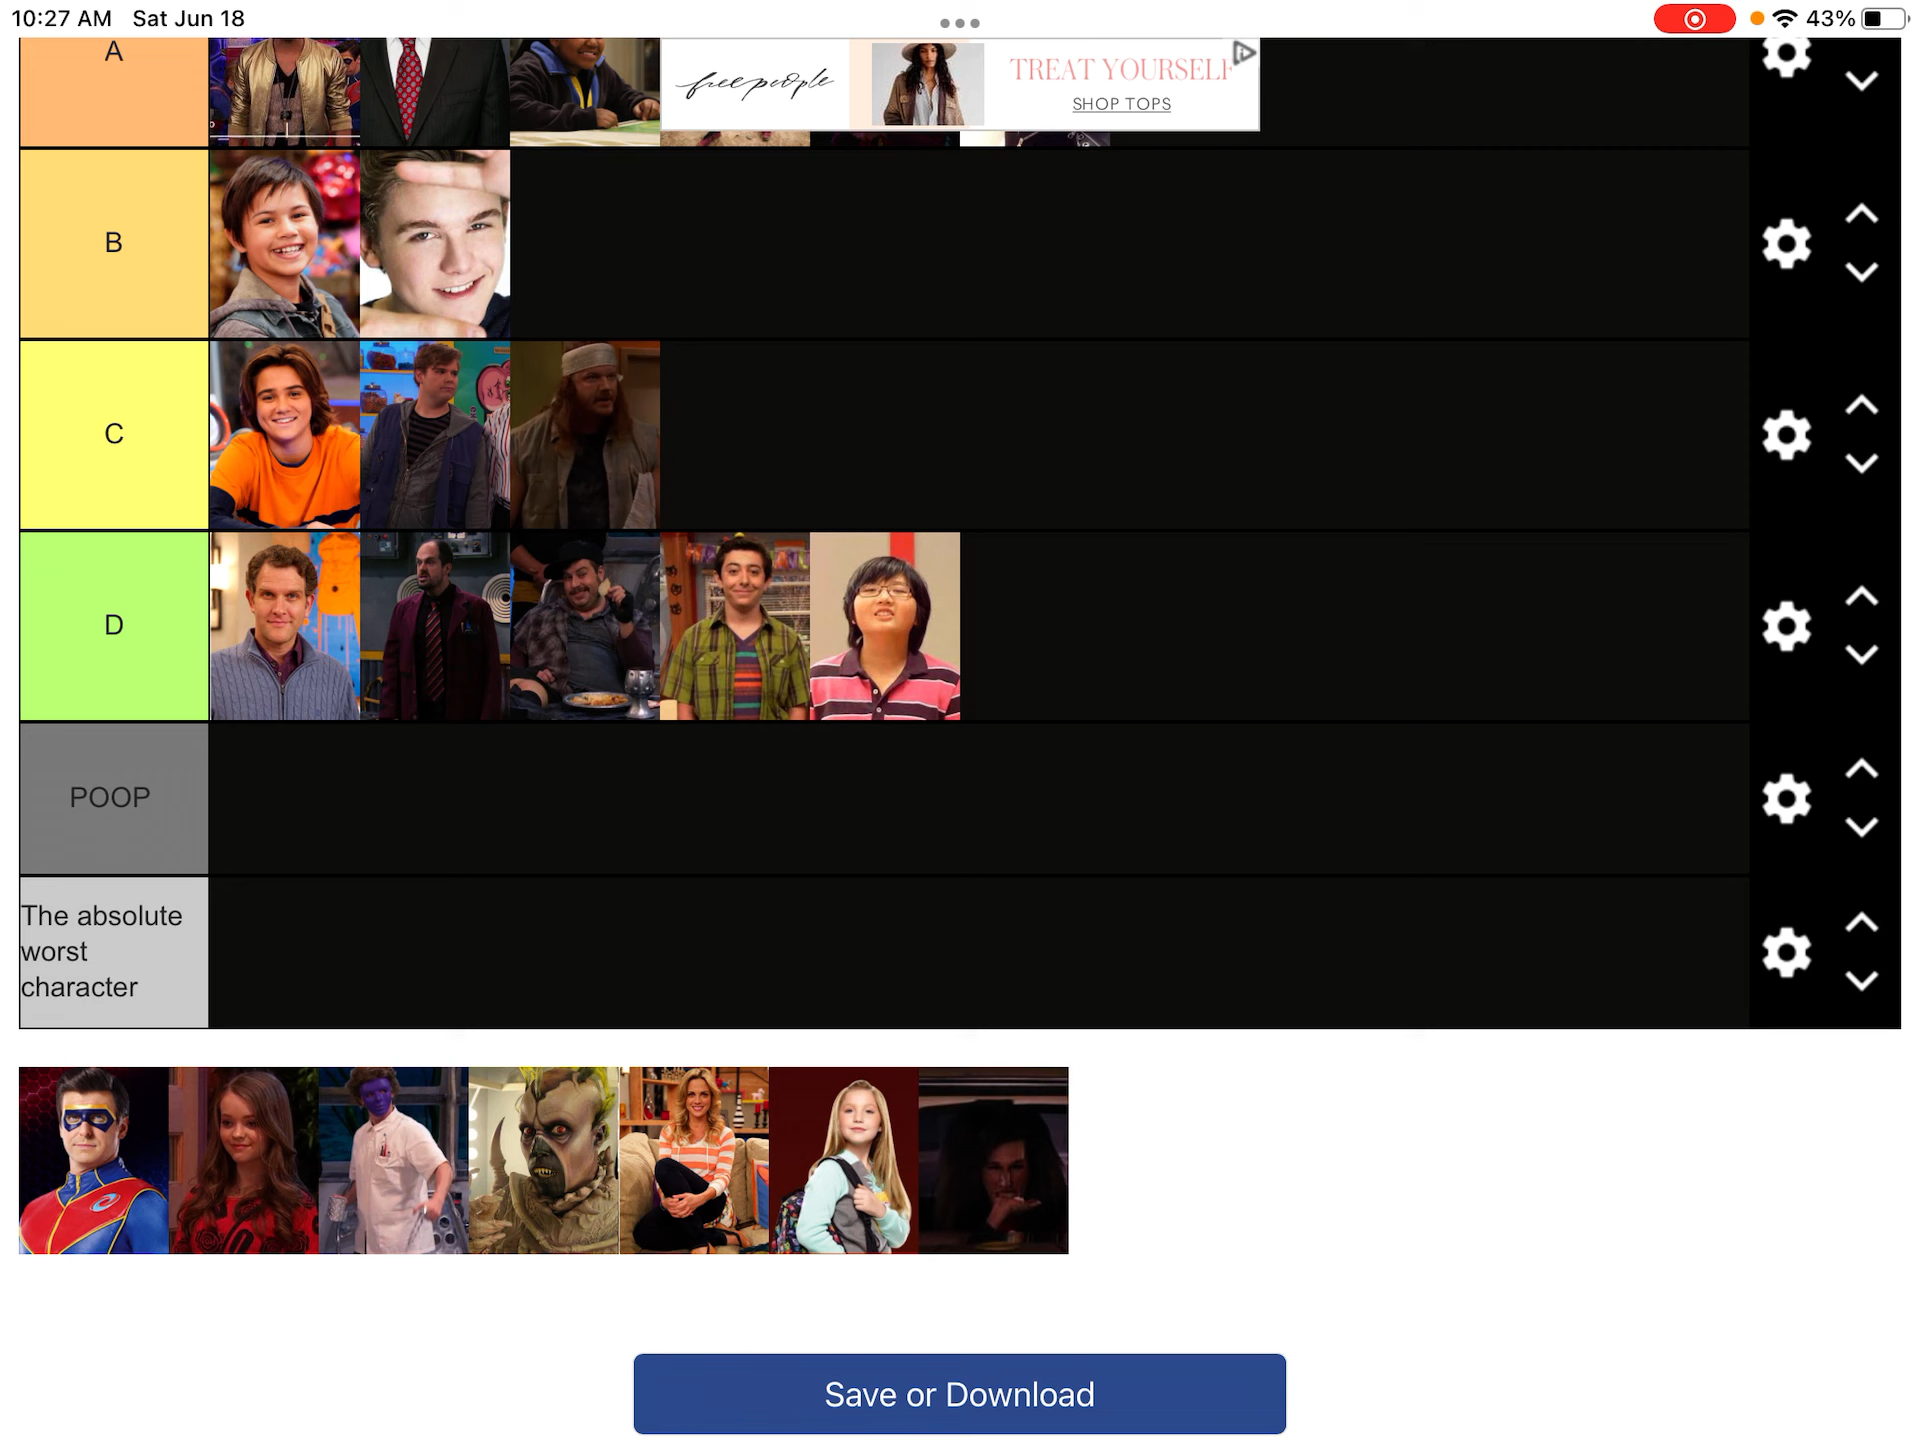 10:27 AM Sat Jun 18
43%
A
free people
TREAT YOURSELF
SHOP TOPS
B
C
D
POOP
The absolute
worst
character
Save or Download